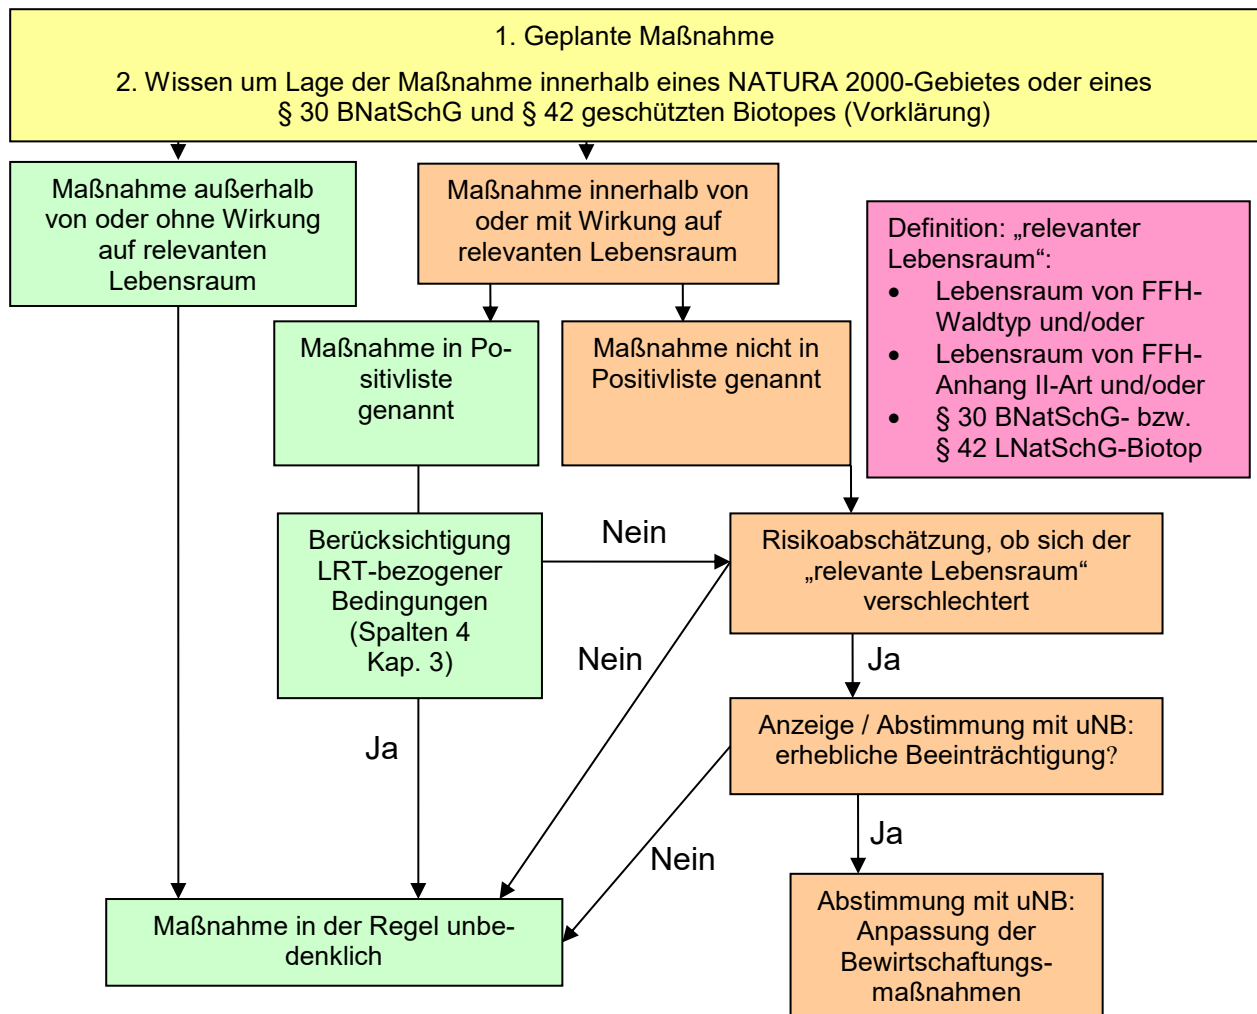 1. Geplante Maßnahme
2. Wissen um Lage der Maßnahme innerhalb eines NATURA 2000-Gebietes oder eines
§ 30 BNatSchG und § 42 geschützten Biotopes (Vorklärung)
Maßnahme außerhalb
von oder ohne Wirkung
auf relevanten
Lebensraum
Maßnahme innerhalb von
oder mit Wirkung auf
relevanten Lebensraum
Definition: „relevanter
Lebensraum“:
• Lebensraum von FFH-
Waldtyp und/oder
• Lebensraum von FFH-
Anhang II-Art und/oder
• § 30 BNatSchG- bzw.
§ 42 LNatSchG-Biotop
Maßnahme in Po-
sitivliste
genannt
Maßnahme nicht in
Positivliste genannt
Berücksichtigung
LRT-bezogener
Bedingungen
(Spalten 4
Kap. 3)
Nein
Risikoabschätzung, ob sich der
„relevante Lebensraum“
verschlechtert
Nein
Ja
Ja
Anzeige / Abstimmung mit uNB:
erhebliche Beeinträchtigung?
Nein
Ja
Maßnahme in der Regel unbe-
denklich
Abstimmung mit uNB:
Anpassung der
Bewirtschaftungs-
maßnahmen